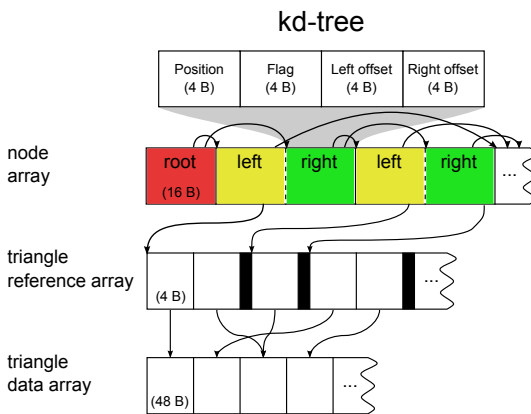 kd-tree
Position
(4 B)
Flag
(4 B)
Left offset
(4 B)
Right offset
(4 B)
node
array
root
(16 B)
left
right
left
right
...
triangle
reference array
(4 B)
...
triangle
data array
(48 B)
...